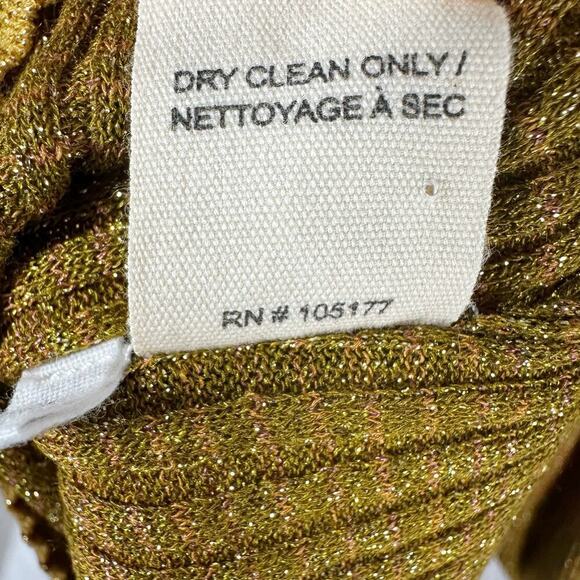 DRY CLEAN ONLY /
NETTOYAGE À SEC
RN # 105177